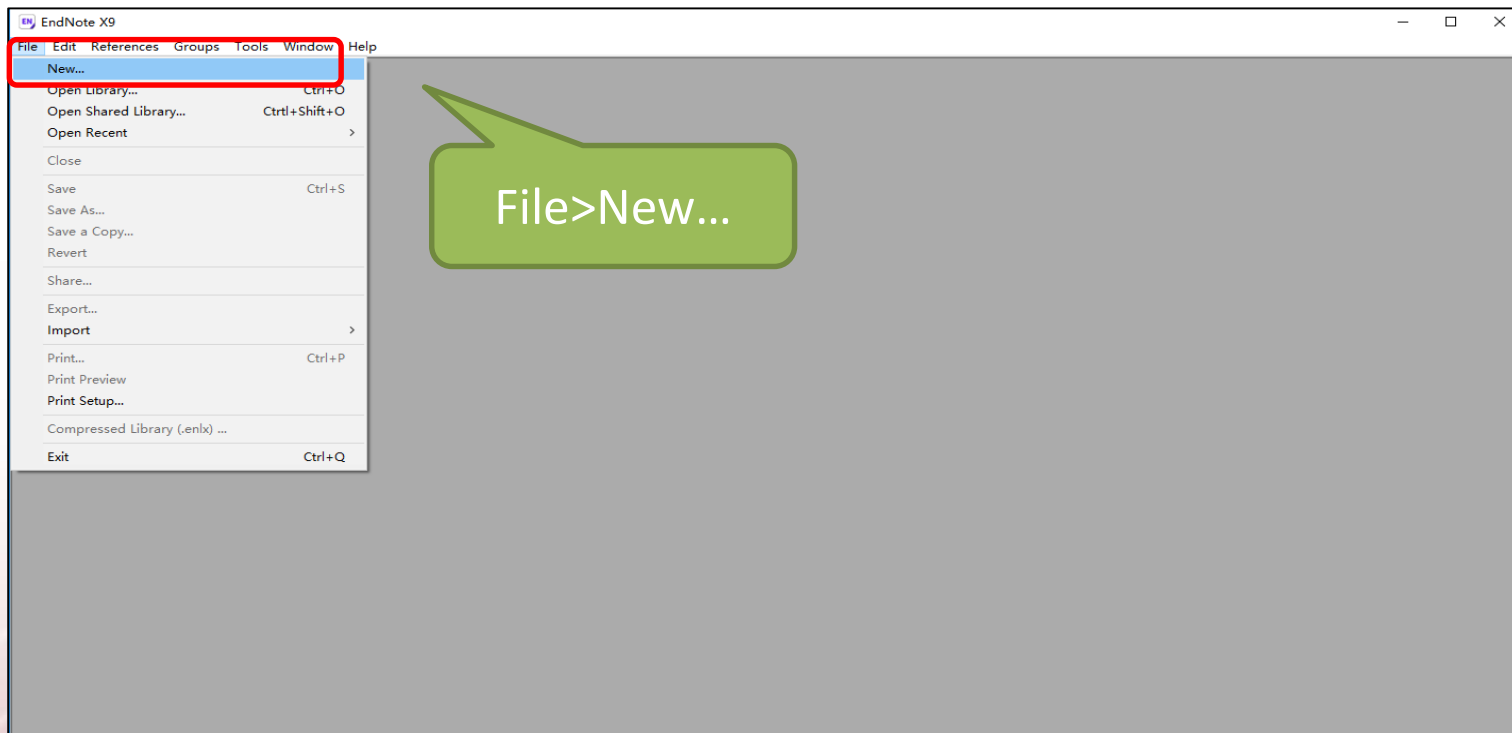 EN EndNote X9
File Edit References Groups Tools Window Help
New...
Open Library... Ctrl+O
Open Shared Library... Ctrtl+Shift+O
Open Recent >
Close
Save Ctrl+S
Save As...
Save a Copy...
Revert
Share...
Export...
Import >
Print... Ctrl+P
Print Preview
Print Setup...
Compressed Library (.enlx) ...
Exit Ctrl+Q
File>New…